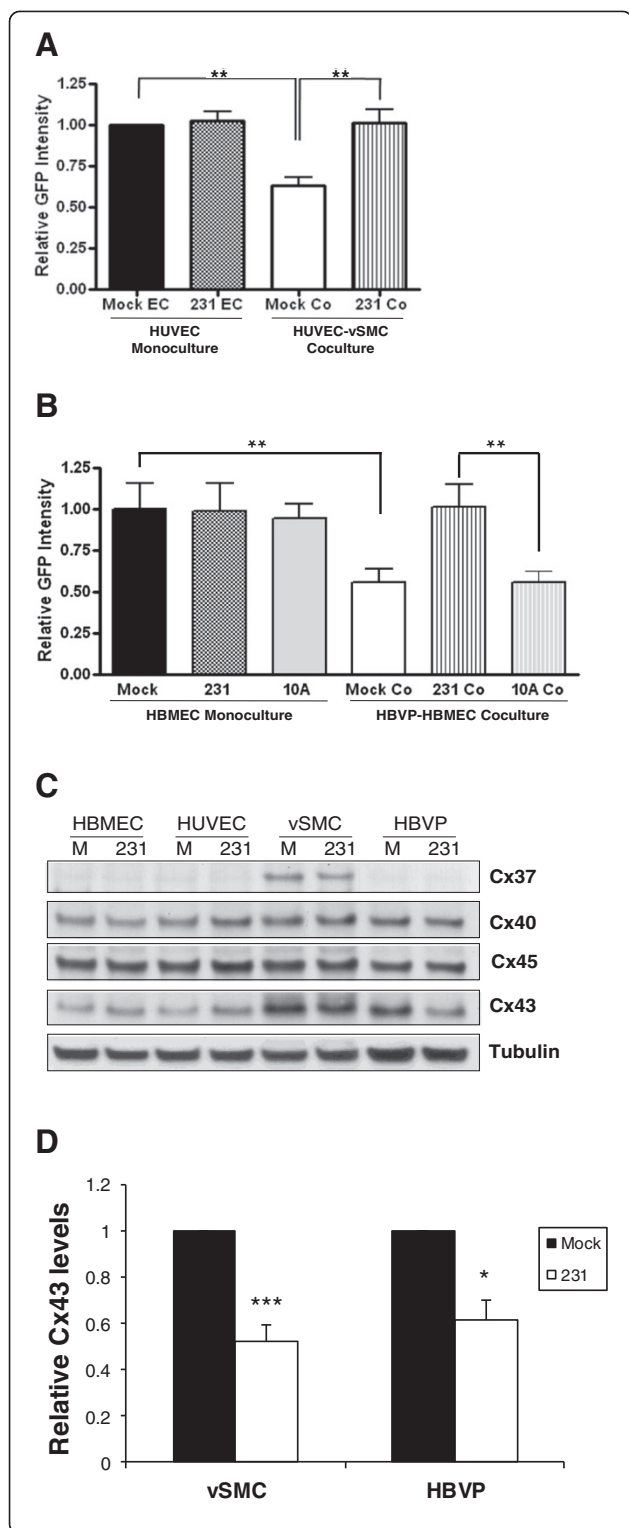 A
Relative GFP Intensity
1.25
1.00
0.75
0.50
0.25
0.00
** **
Mock EC 231 EC Mock Co 231 Co
HUVEC Monoculture
HUVEC-vSMC Coculture
B
Relative GFP Intensity
1.25
1.00
0.75
0.50
0.25
0.00
** **
Mock 231 10A Mock Co 231 Co 10A Co
HBMEC Monoculture HBVP-HBMEC Coculture
C
HBMEC HUVEC vSMC HBVP
M 231 M 231 M 231 M 231
Cx37
Cx40
Cx45
Cx43
Tubulin
D
Relative Cx43 levels
1.2
1
0.8
0.6
0.4
0.2
0
***
*
Mock
231
vSMC HBVP